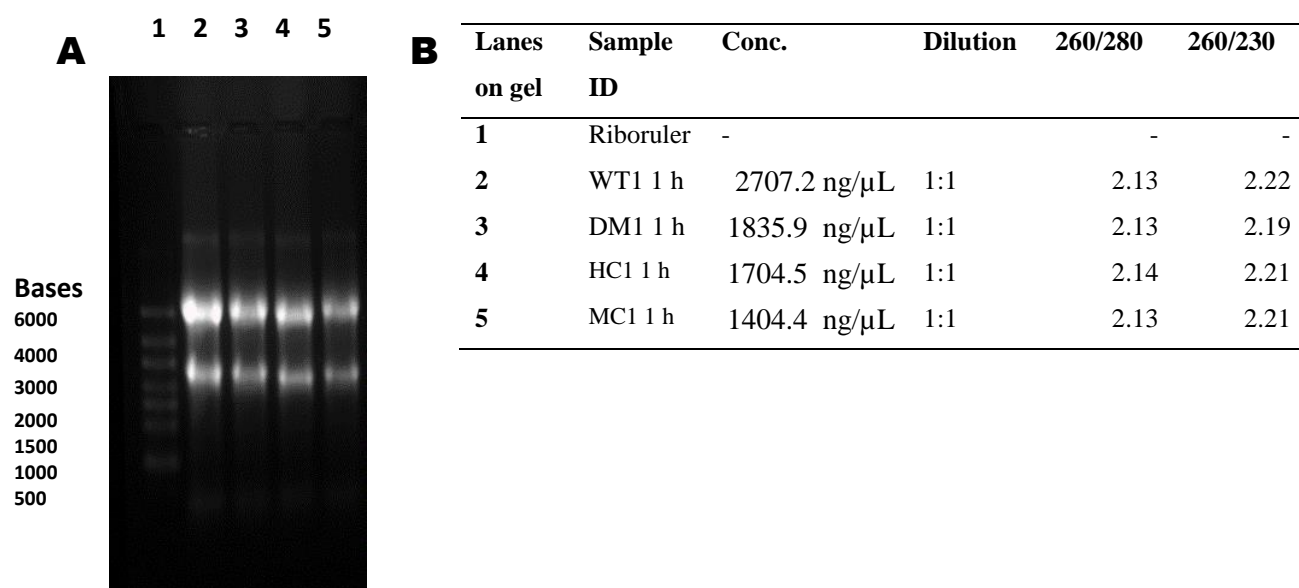 A
1 2 3 4 5
Bases
6000
4000
3000
2000
1500
1000
500
B
Lanes on gel Sample ID Conc. Dilution 260/280 260/230
1 Riboruler - - -
2 WT1 1 h 2707.2 ng/µL 1:1 2.13 2.22
3 DM1 1 h 1835.9 ng/µL 1:1 2.13 2.19
4 HC1 1 h 1704.5 ng/µL 1:1 2.14 2.21
5 MC1 1 h 1404.4 ng/µL 1:1 2.13 2.21